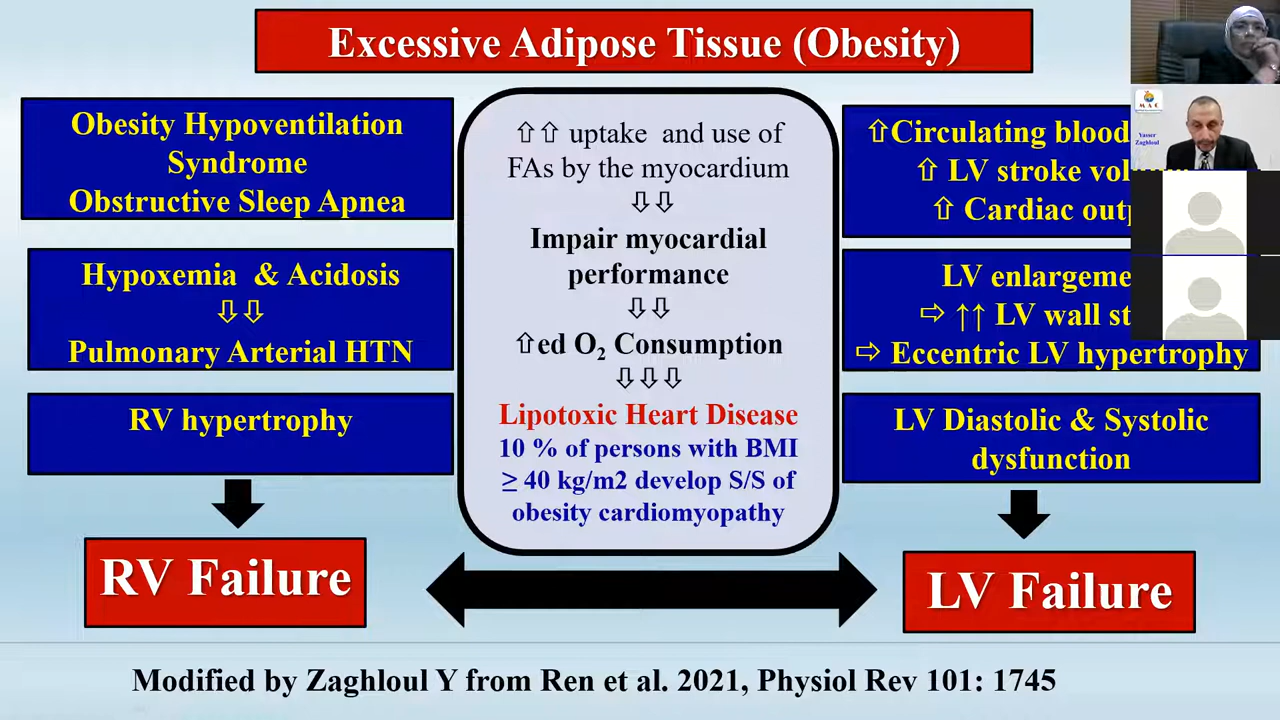 Excessive Adipose Tissue (Obesity)
Obesity Hypoventilation
Syndrome
Obstructive Sleep Apnea
Hypoxemia & Acidosis
⇩⇩
Pulmonary Arterial HTN
RV hypertrophy
RV Failure
⇧⇧ uptake and use of
FAs by the myocardium
⇩⇩
Impair myocardial
performance
⇩⇩
⇧ed O₂ Consumption
⇩⇩⇩
Lipotoxic Heart Disease
10 % of persons with BMI
≥ 40 kg/m2 develop S/S of
obesity cardiomyopathy
⇧Circulating blood
⇧ LV stroke
⇧ Cardiac
LV
⇨ ↑↑ LV wall
⇨ Eccentric LV hypertrophy
LV Diastolic & Systolic
dysfunction
LV Failure
MAC
Yasser
Zaghloul
Modified by Zaghloul Y from Ren et al. 2021, Physiol Rev 101: 1745